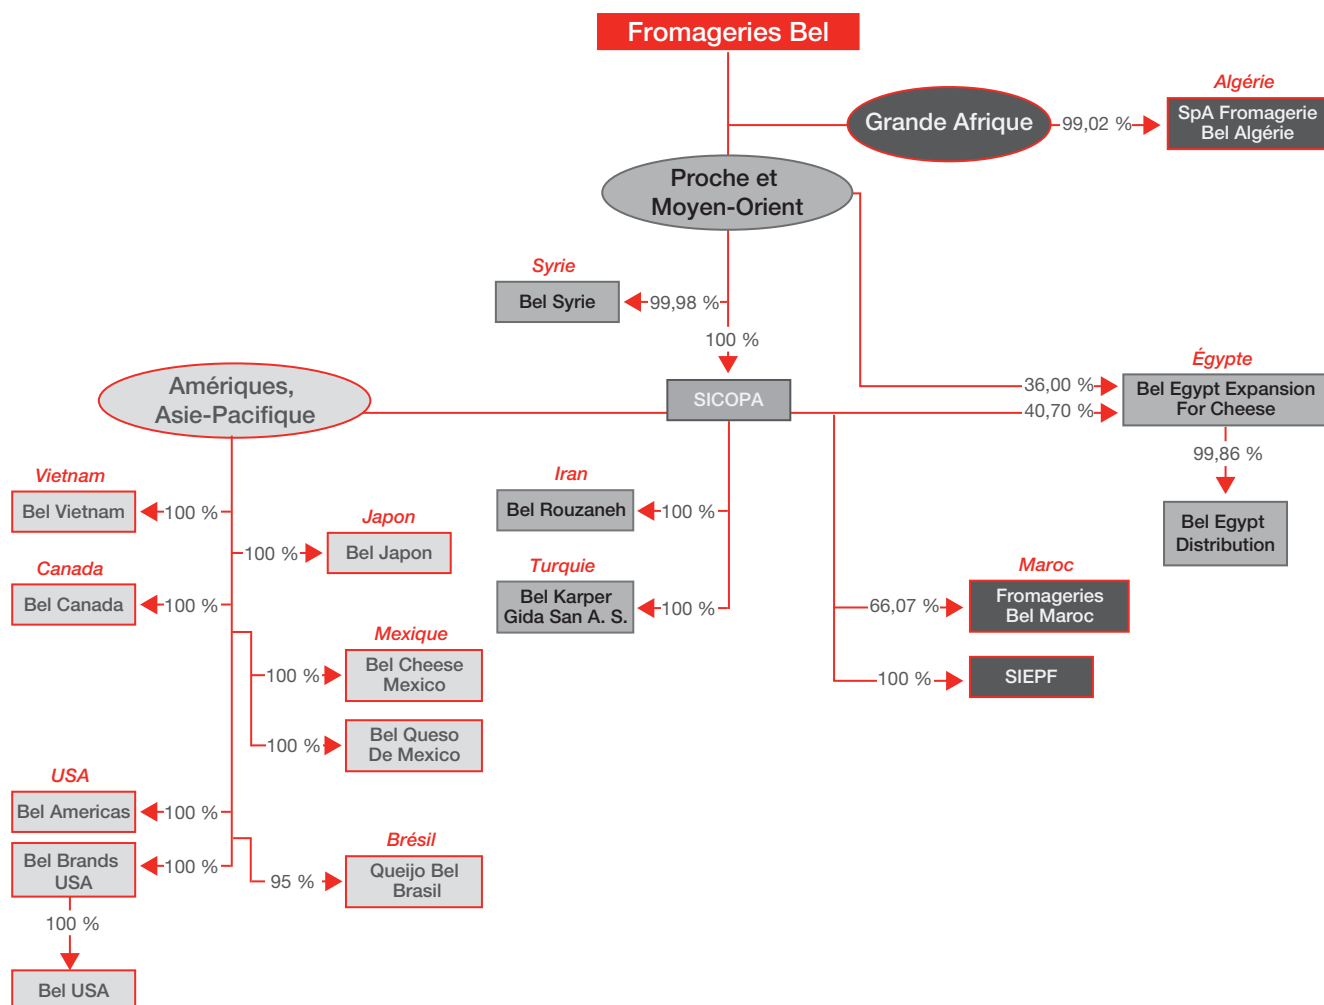 Fromageries Bel
Grande Afrique
99,02 %
Algérie
SpA Fromagerie
Bel Algérie
Proche et
Moyen-Orient
Syrie
Bel Syrie
99,98 %
100 %
SICOPA
Amériques,
Asie-Pacifique
36,00 %
40,70 %
Égypte
Bel Egypt Expansion
For Cheese
99,86 %
Bel Egypt
Distribution
Vietnam
Bel Vietnam
100 %
Japon
100 %
Bel Japon
Canada
Bel Canada
100 %
Iran
Bel Rouzaneh
100 %
Turquie
Bel Karper
Gida San A. S.
100 %
Maroc
66,07 %
Fromageries
Bel Maroc
100 %
SIEPF
Mexique
100 %
Bel Cheese
Mexico
100 %
Bel Queso
De Mexico
USA
Bel Americas
100 %
Bel Brands
USA
100 %
Brésil
95 %
Queijo Bel
Brasil
100 %
Bel USA